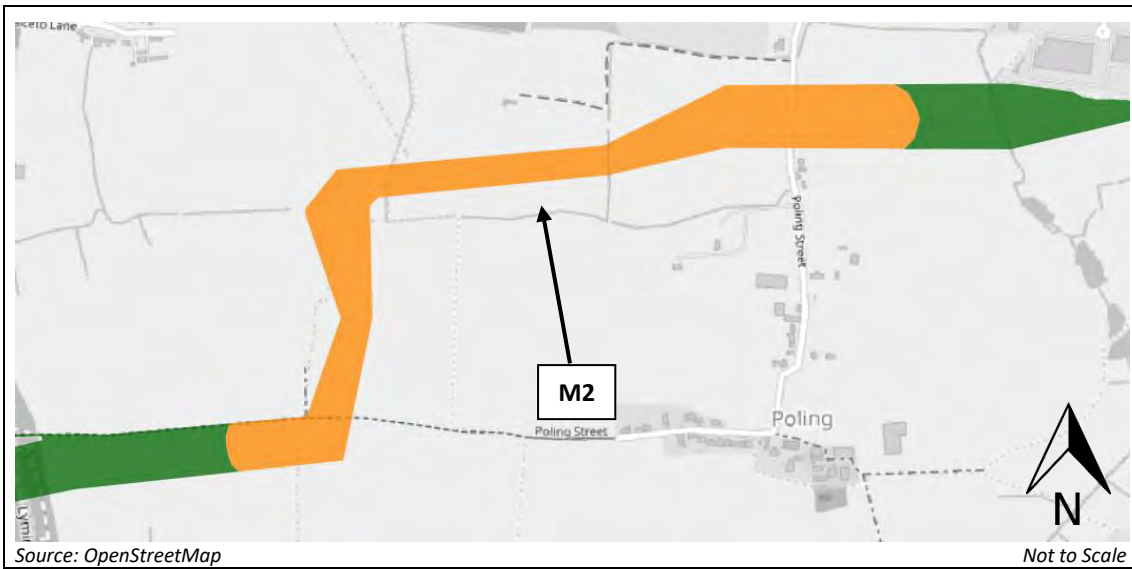 Poling Street
M2
Poling Street
Poling
N
Source: OpenStreetMap
Not to Scale